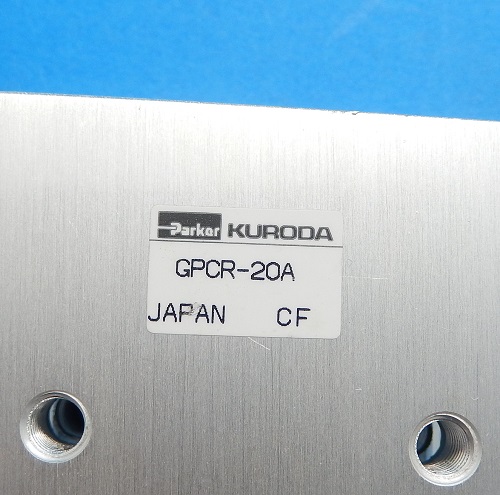 Parker KURODA
GPCR-20A
JAPAN CF